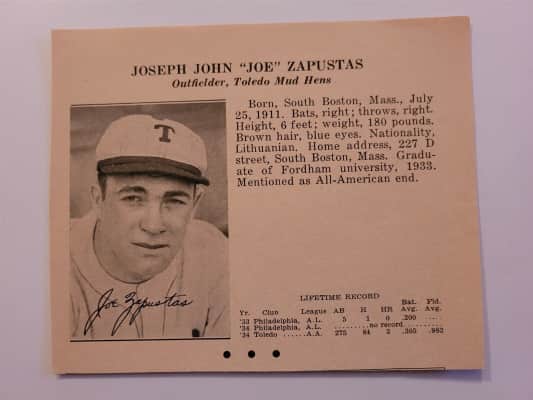 JOSEPH JOHN "JOE" ZAPUSTAS
Outfielder, Toledo Mud Hens
T
Joe Zapustas
Born, South Boston, Mass., July
25, 1911. Bats, right; throws, right.
Height, 6 feet; weight, 180 pounds.
Brown hair, blue eyes. Nationality,
Lithuanian. Home address, 227 D
street, South Boston, Mass. Gradu-
ate of Fordham university, 1933.
Mentioned as All-American end.
LIFETIME RECORD
Yr. Club League AB H HR Bat. Avg. Fld. Avg.
'33 Philadelphia, A.L. 5 1 0 .200 ....
'34 Philadelphia, A.L. ..........no record..........
'34 Toledo ......A.A. 275 84 2 .305 .982